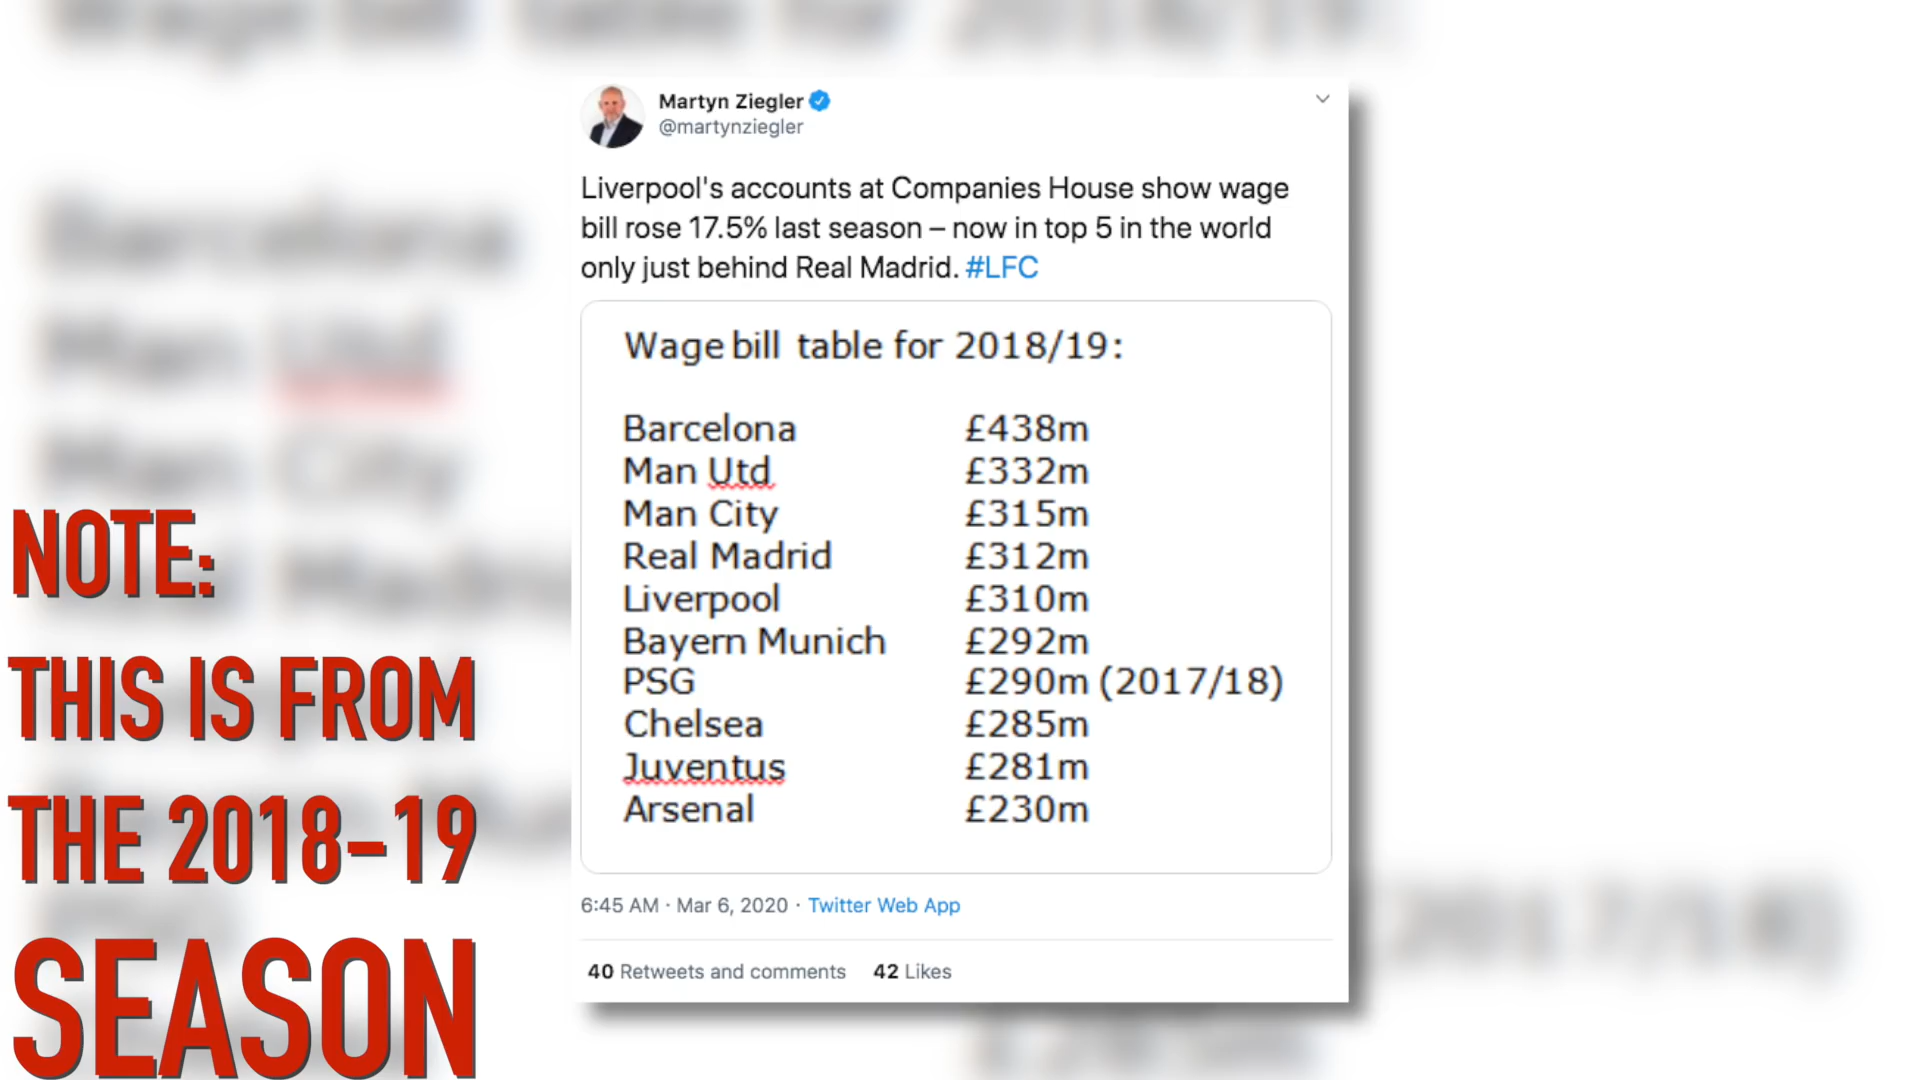 Martyn Ziegler
@martynziegler
Liverpool's accounts at Companies House show wage
bill rose 17.5% last season – now in top 5 in the world
only just behind Real Madrid. #LFC
Wage bill table for 2018/19:
Barcelona £438m
Man Utd £332m
Man City £315m
Real Madrid £312m
Liverpool £310m
Bayern Munich £292m
PSG £290m (2017/18)
Chelsea £285m
Juventus £281m
Arsenal £230m
6:45 AM · Mar 6, 2020 · Twitter Web App
40 Retweets and comments 42 Likes
NOTE:
THIS IS FROM
THE 2018-19
SEASON